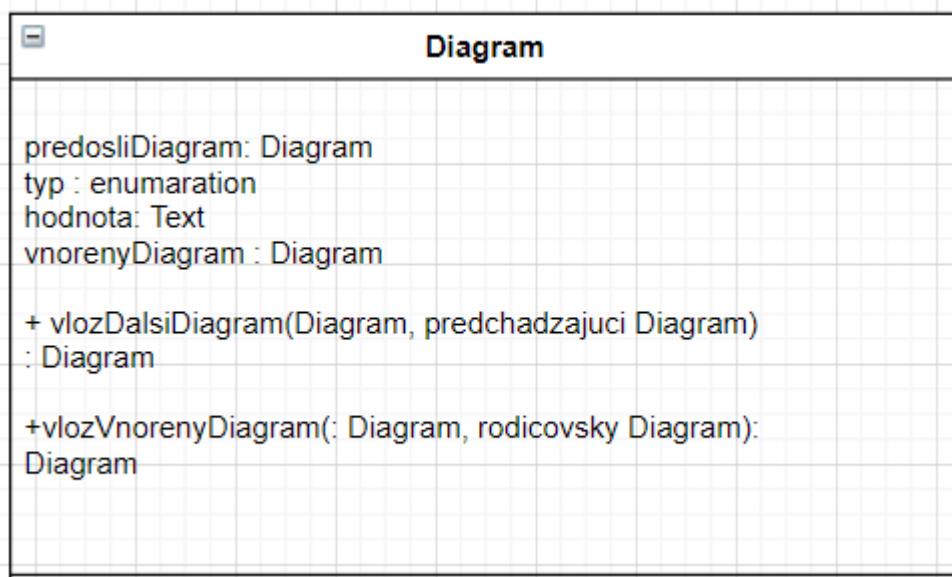 Diagram
predosliDiagram: Diagram
typ : enumaration
hodnota: Text
vnorenyDiagram : Diagram
+ vlozDalsiDiagram(Diagram, predchadzajuci Diagram)
: Diagram
+vlozVnorenyDiagram(: Diagram, rodicovsky Diagram):
Diagram